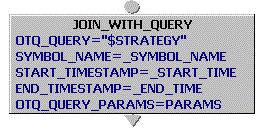 JOIN_WITH_QUERY
OTQ_QUERY="$STRATEGY"
SYMBOL_NAME=_SYMBOL_NAME
START_TIMESTAMP=_START_TIME
END_TIMESTAMP=_END_TIME
OTQ_QUERY_PARAMS=PARAMS